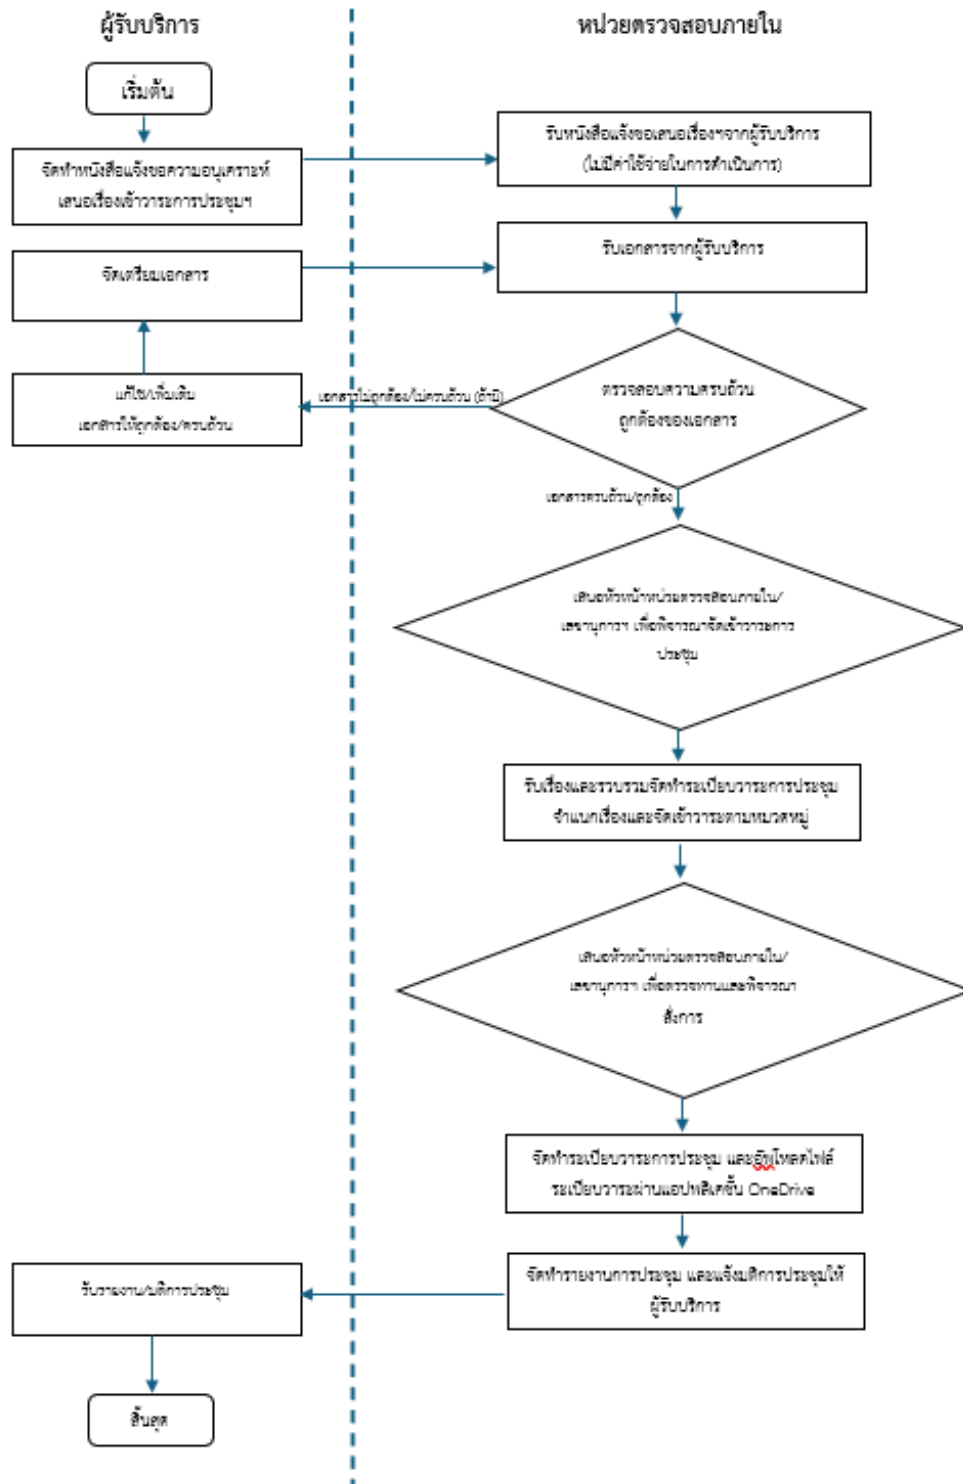 ผู้รับบริการ
หน่วยตรวจสอบภายใน
เริ่มต้น
จัดทำหนังสือแจ้งขอความอนุเคราะห์
เสนอเรื่องเข้าวาระการประชุมฯ
รับหนังสือแจ้งขอเสนอเรื่องฯจากผู้รับบริการ
(ไม่มีค่าใช้จ่ายในการดำเนินการ)
จัดเตรียมเอกสาร
รับเอกสารจากผู้รับบริการ
แก้ไข/เพิ่มเติม
เอกสารให้ถูกต้อง/ครบถ้วน
เอกสารไม่ถูกต้อง/ไม่ครบถ้วน (ถ้ามี)
ตรวจสอบความครบถ้วน
ถูกต้องของเอกสาร
เอกสารครบถ้วน/ถูกต้อง
เสนอหัวหน้าหน่วยตรวจสอบภายใน/
เลขานุการฯ เพื่อพิจารณาจัดเข้าวาระการ
ประชุม
รับเรื่องและรวบรวมจัดทำระเบียบวาระการประชุม
จำแนกเรื่องและจัดเข้าวาระตามหมวดหมู่
เสนอหัวหน้าหน่วยตรวจสอบภายใน/
เลขานุการฯ เพื่อตรวจทานและพิจารณา
สั่งการ
จัดทำระเบียบวาระการประชุม และอัพโหลดไฟล์
ระเบียบวาระผ่านแอปพลิเคชั้น OneDrive
จัดทำรายงานการประชุม และแจ้งมติการประชุมให้
ผู้รับบริการ
รับรายงาน/มติการประชุม
สิ้นสุด